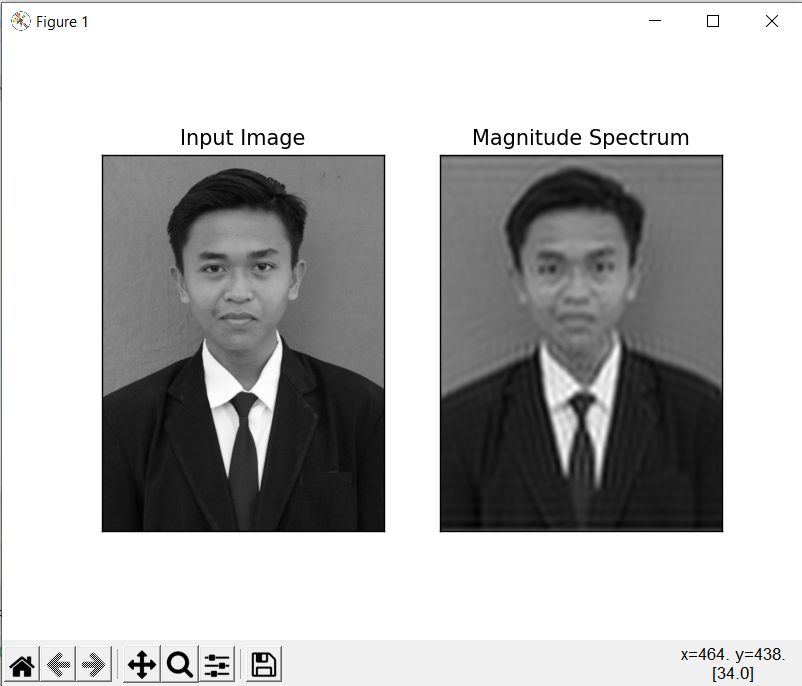 Figure 1
Input Image
Magnitude Spectrum
x=464. y=438.
[34.0]